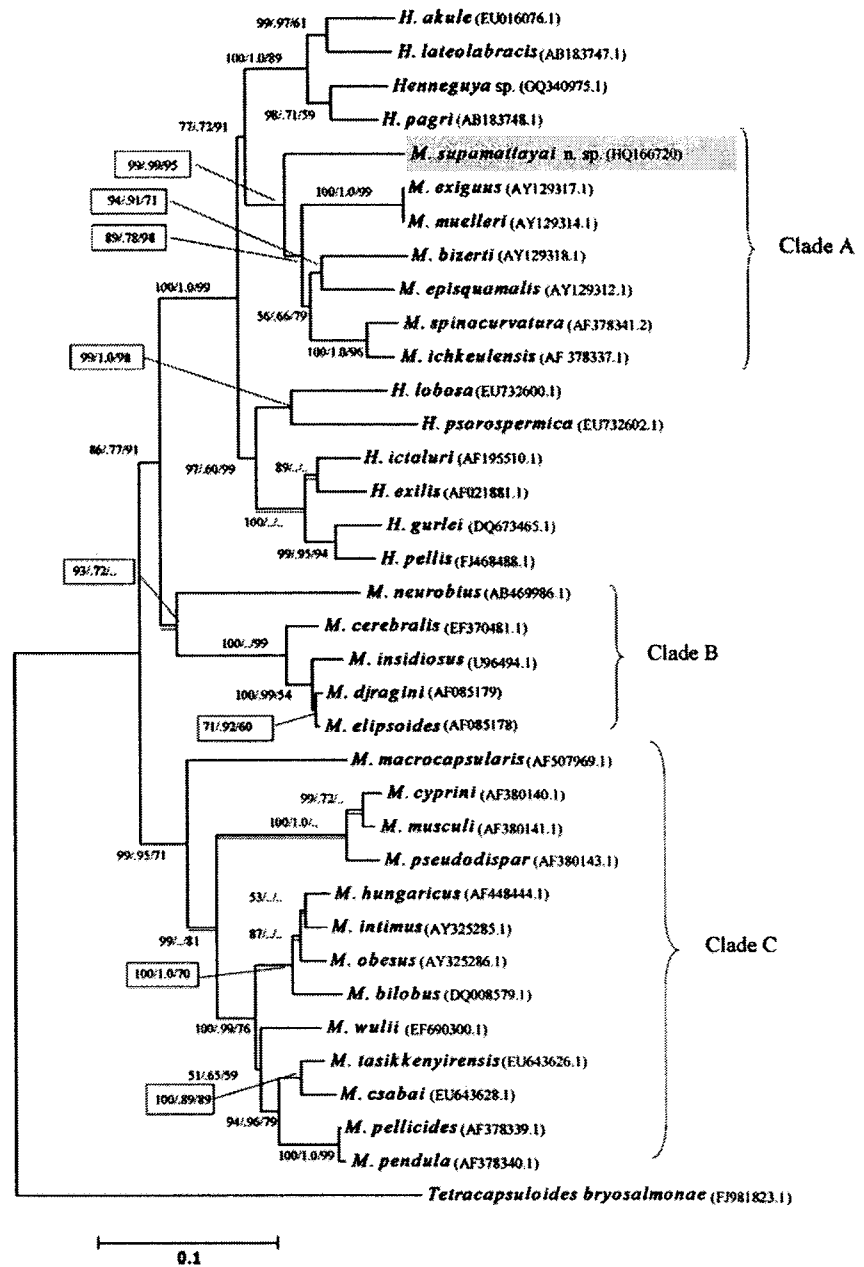 99/.97/61
H. akule (EU016076.1)
H. lateolabracis (AB183747.1)
100/1.0/89
Henneguya sp. (GQ340975.1)
98/.71/59
H. pagri (AB183748.1)
77/.72/91
99/.99/95
M. supamattayai n. sp. (HQ166720)
94/.91/71
100/1.0/99
M. exiguus (AY129317.1)
M. muelleri (AY129314.1)
89/.78/98
M. bizerti (AY129318.1)
Clade A
M. episquamalis (AY129312.1)
100/1.0/99
56/.66/79
M. spinacurvatura (AF378341.2)
100/1.0/96
M. ichkeulensis (AF 378337.1)
99/1.0/98
H. lobosa (EU732600.1)
H. psorospermica (EU732602.1)
86/.77/91
97/.60/99
89/../..
H. ictaluri (AF195510.1)
H. exilis (AF021881.1)
100/../..
H. gurlei (DQ673465.1)
99/.95/94
H. pellis (FJ468488.1)
93/.72/..
M. neurobius (AB469986.1)
M. cerebralis (EF370481.1)
100/../99
M. insidiosus (U96494.1)
Clade B
100/.99/54
M. djragini (AF085179)
71/.92/60
M. elipsoides (AF085178)
M. macrocapsularis (AF507969.1)
99/.72/..
M. cyprini (AF380140.1)
100/1.0/..
M. musculi (AF380141.1)
99/.95/71
M. pseudodispar (AF380143.1)
53/../..
M. hungaricus (AF448444.1)
M. intimus (AY325285.1)
87/../..
99/../81
M. obesus (AY325286.1)
Clade C
100/1.0/70
M. bilobus (DQ008579.1)
100/.99/76
M. wulii (EF690300.1)
M. tasikkenyirensis (EU643626.1)
51/.65/59
100/.89/89
M. csabai (EU643628.1)
94/.96/79
M. pellicides (AF378339.1)
100/1.0/99
M. pendula (AF378340.1)
Tetracapsuloides bryosalmonae (FJ981823.1)
0.1